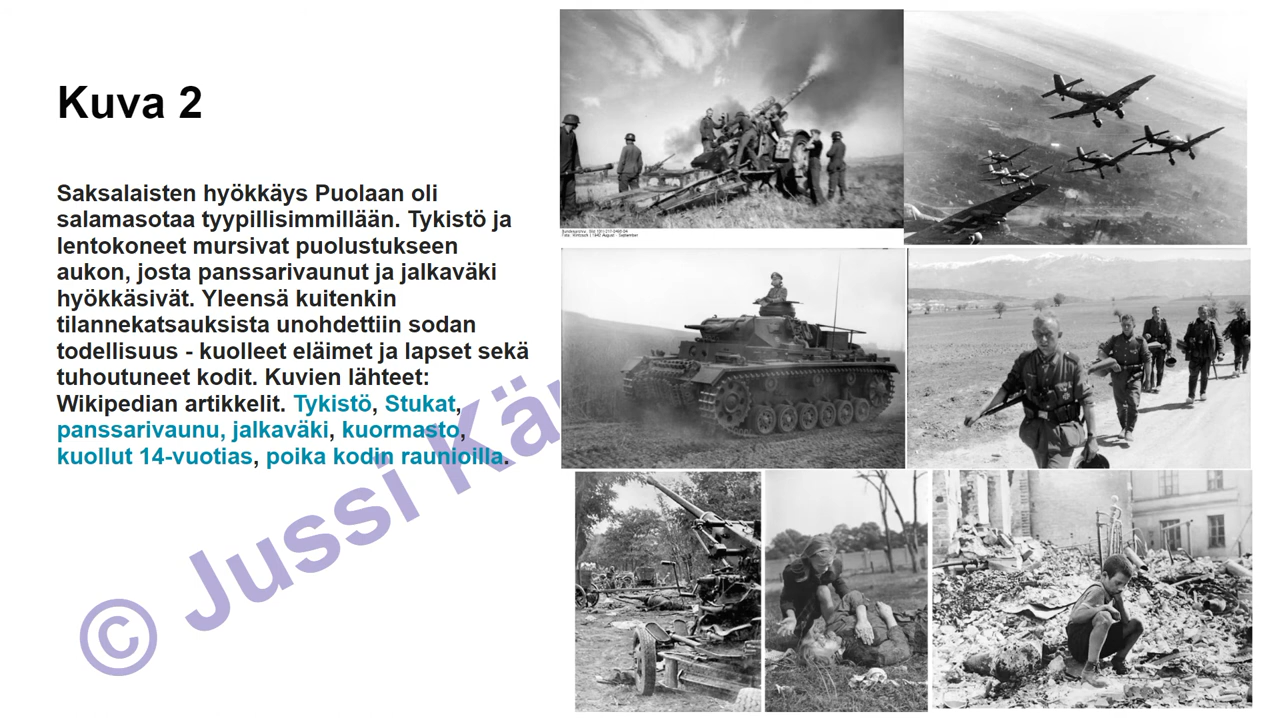 Kuva 2
Saksalaisten hyökkäys Puolaan oli
salamasotaa tyypillisimmillään. Tykistö ja
lentokoneet mursivat puolustukseen
aukon, josta panssarivaunut ja jalkaväki
hyökkäsivät. Yleensä kuitenkin
tilannekatsauksista unohdettiin sodan
todellisuus - kuolleet eläimet ja lapset sekä
tuhoutuneet kodit. Kuvien lähteet:
Wikipedian artikkelit. Tykistö, Stukat,
panssarivaunu, jalkaväki, kuormasto,
kuollut 14-vuotias, poika kodin raunioilla.
© Jussi